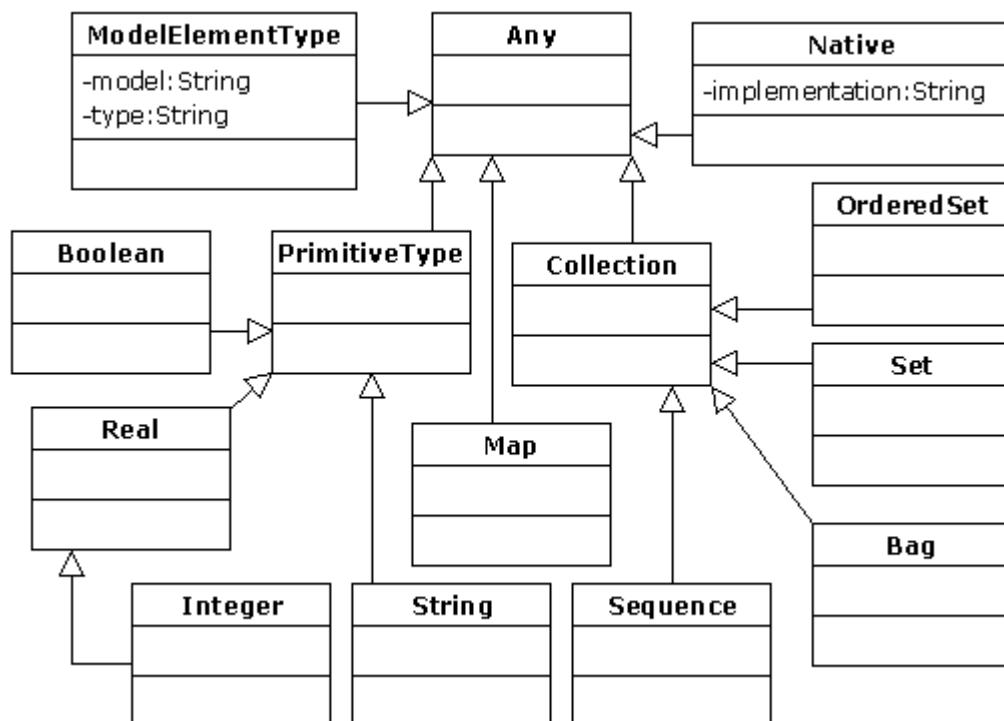 ModelElementType
-model:String
-type:String
Any
Native
-implementation:String
OrderedSet
Boolean
PrimitiveType
Collection
Set
Real
Map
Bag
Integer
String
Sequence